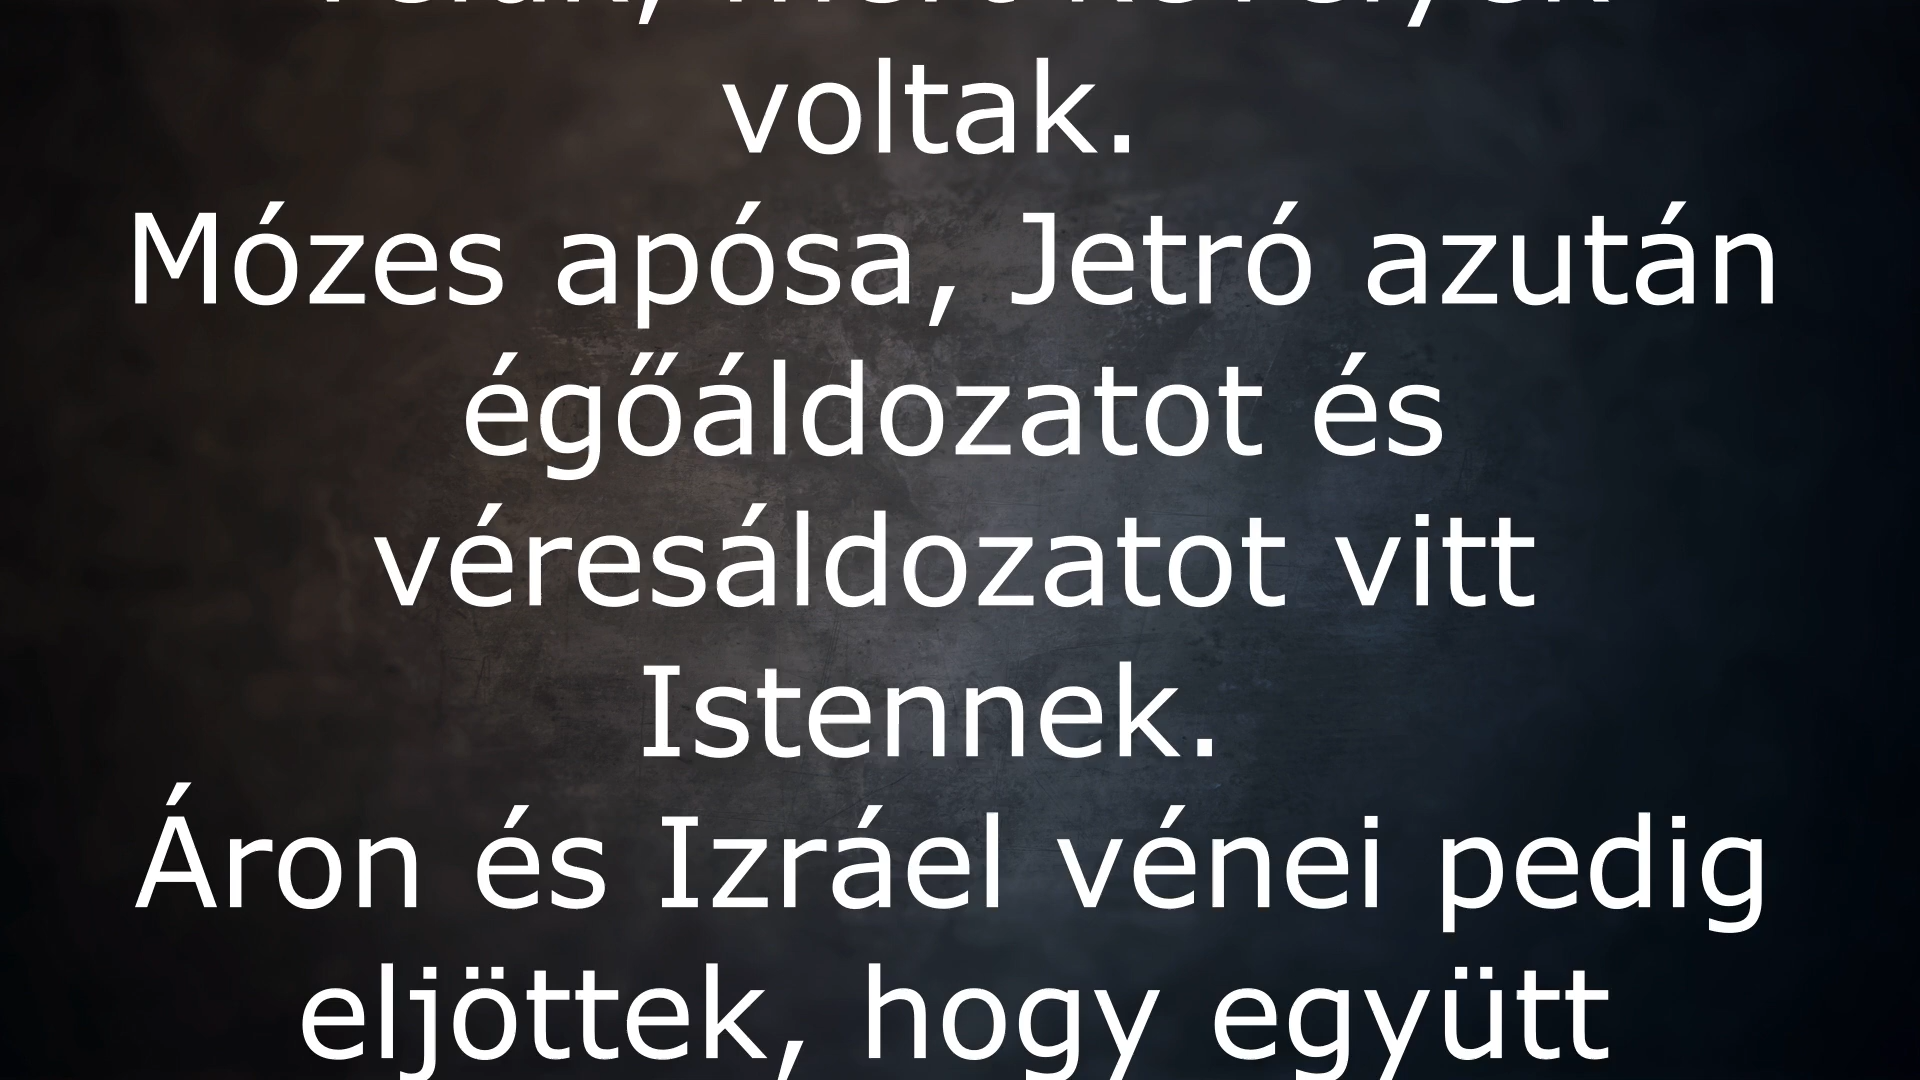 voltak.
Mózes apósa, Jetró azután
égőáldozatot és
véresáldozatot vitt
Istennek.
Áron és Izráel vénei pedig
eljöttek, hogy együtt